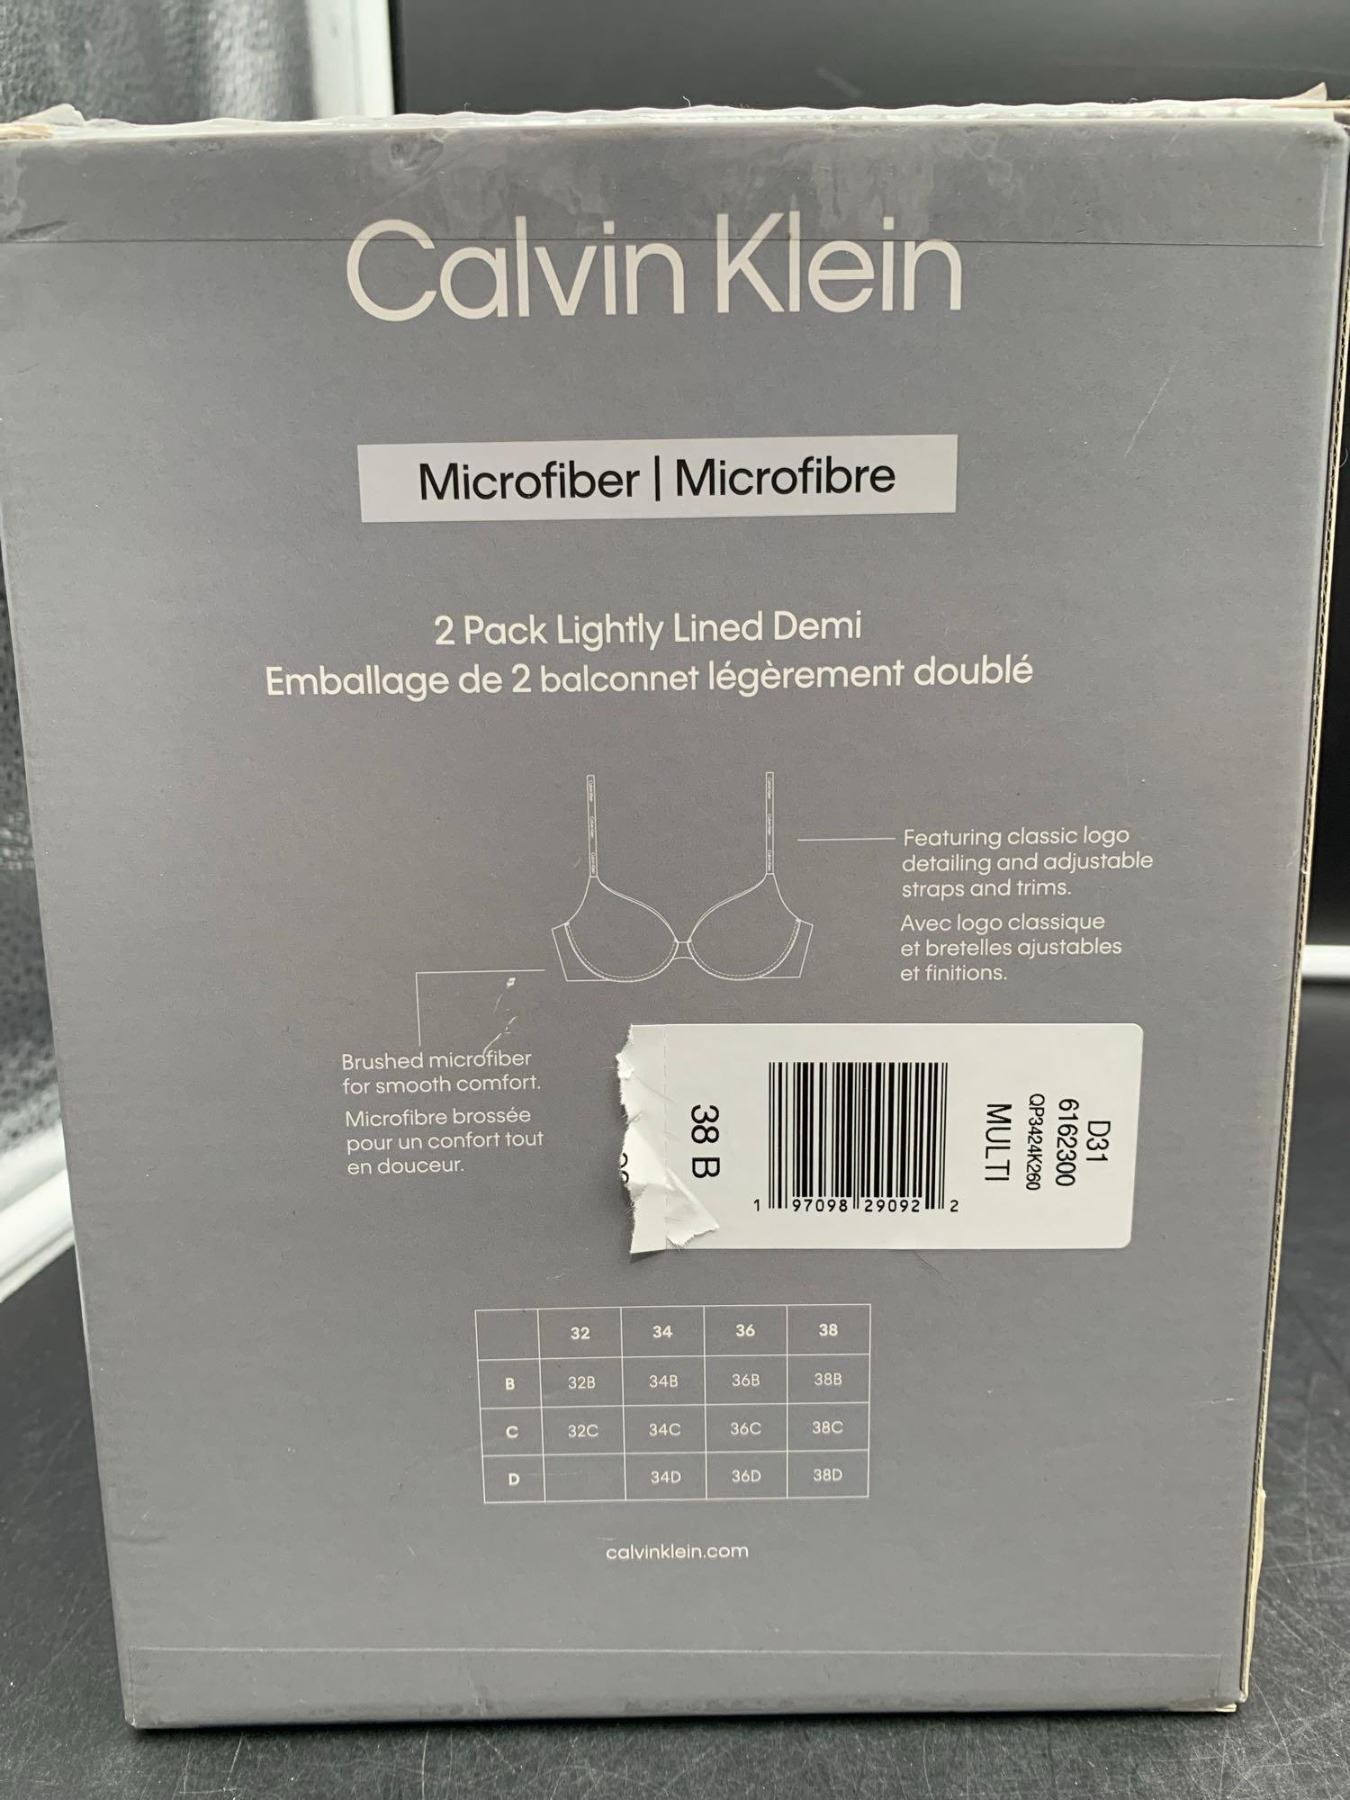 Calvin Klein
Microfiber | Microfibre
2 Pack Lightly Lined Demi
Emballage de 2 balconnet légèrement doublé
Featuring classic logo
detailing and adjustable
straps and trims.
Avec logo classique
et bretelles ajustables
et finitions.
Brushed microfiber
for smooth comfort.
Microfibre brossée
pour un confort tout
en douceur.
D31
6162300
QP3424K260
MULTI
1 97098 29092 2
38 B
32 34 36 38
B 32B 34B 36B 38B
C 32C 34C 36C 38C
D 34D 36D 38D
calvinklein.com